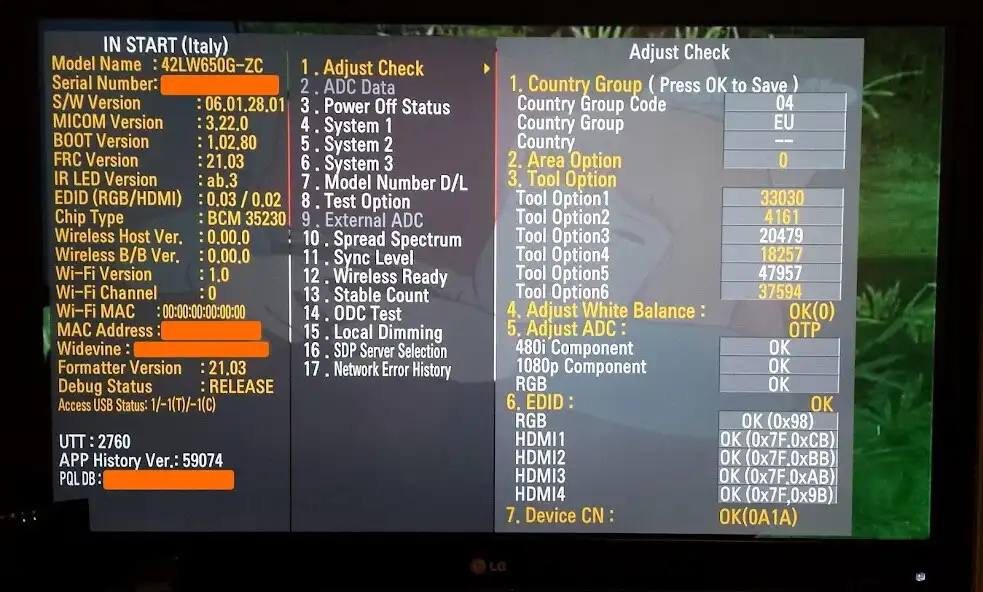 IN START (Italy)
Model Name : 42LW650G-ZC
Serial Number:
S/W Version : 06.01.28.01
MICOM Version : 3.22.0
BOOT Version : 1.02.80
FRC Version : 21.03
IR LED Version : ab.3
EDID (RGB/HDMI) : 0.03 / 0.02
Chip Type : BCM 35230
Wireless Host Ver. : 0.00.0
Wireless B/B Ver. : 0.00.0
Wi-Fi Version : 1.0
Wi-Fi Channel : 0
Wi-Fi MAC : 00:00:00:00:00:00
MAC Address :
Widevine :
Formatter Version : 21.03
Debug Status : RELEASE
Access USB Status: 1/-1(T)/-1(C)
UTT : 2760
APP History Ver.: 59074
PQL DB :
1 . Adjust Check
2 . ADC Data
3 . Power Off Status
4 . System 1
5 . System 2
6 . System 3
7 . Model Number D/L
8 . Test Option
9 . External ADC
10 . Spread Spectrum
11 . Sync Level
12 . Wireless Ready
13 . Stable Count
14 . ODC Test
15 . Local Dimming
16 . SDP Server Selection
17 . Network Error History
Adjust Check
1. Country Group ( Press OK to Save )
Country Group Code 04
Country Group EU
Country --
2. Area Option 0
3. Tool Option
Tool Option1 33030
Tool Option2 4161
Tool Option3 20479
Tool Option4 18257
Tool Option5 47957
Tool Option6 37594
4. Adjust White Balance : OK(0)
5. Adjust ADC : OTP
480i Component OK
1080p Component OK
RGB OK
6. EDID : OK
RGB OK (0x98)
HDMI1 OK (0x7F,0xCB)
HDMI2 OK (0x7F,0xBB)
HDMI3 OK (0x7F,0xAB)
HDMI4 OK (0x7F,0x9B)
7. Device CN : OK(0A1A)
LG